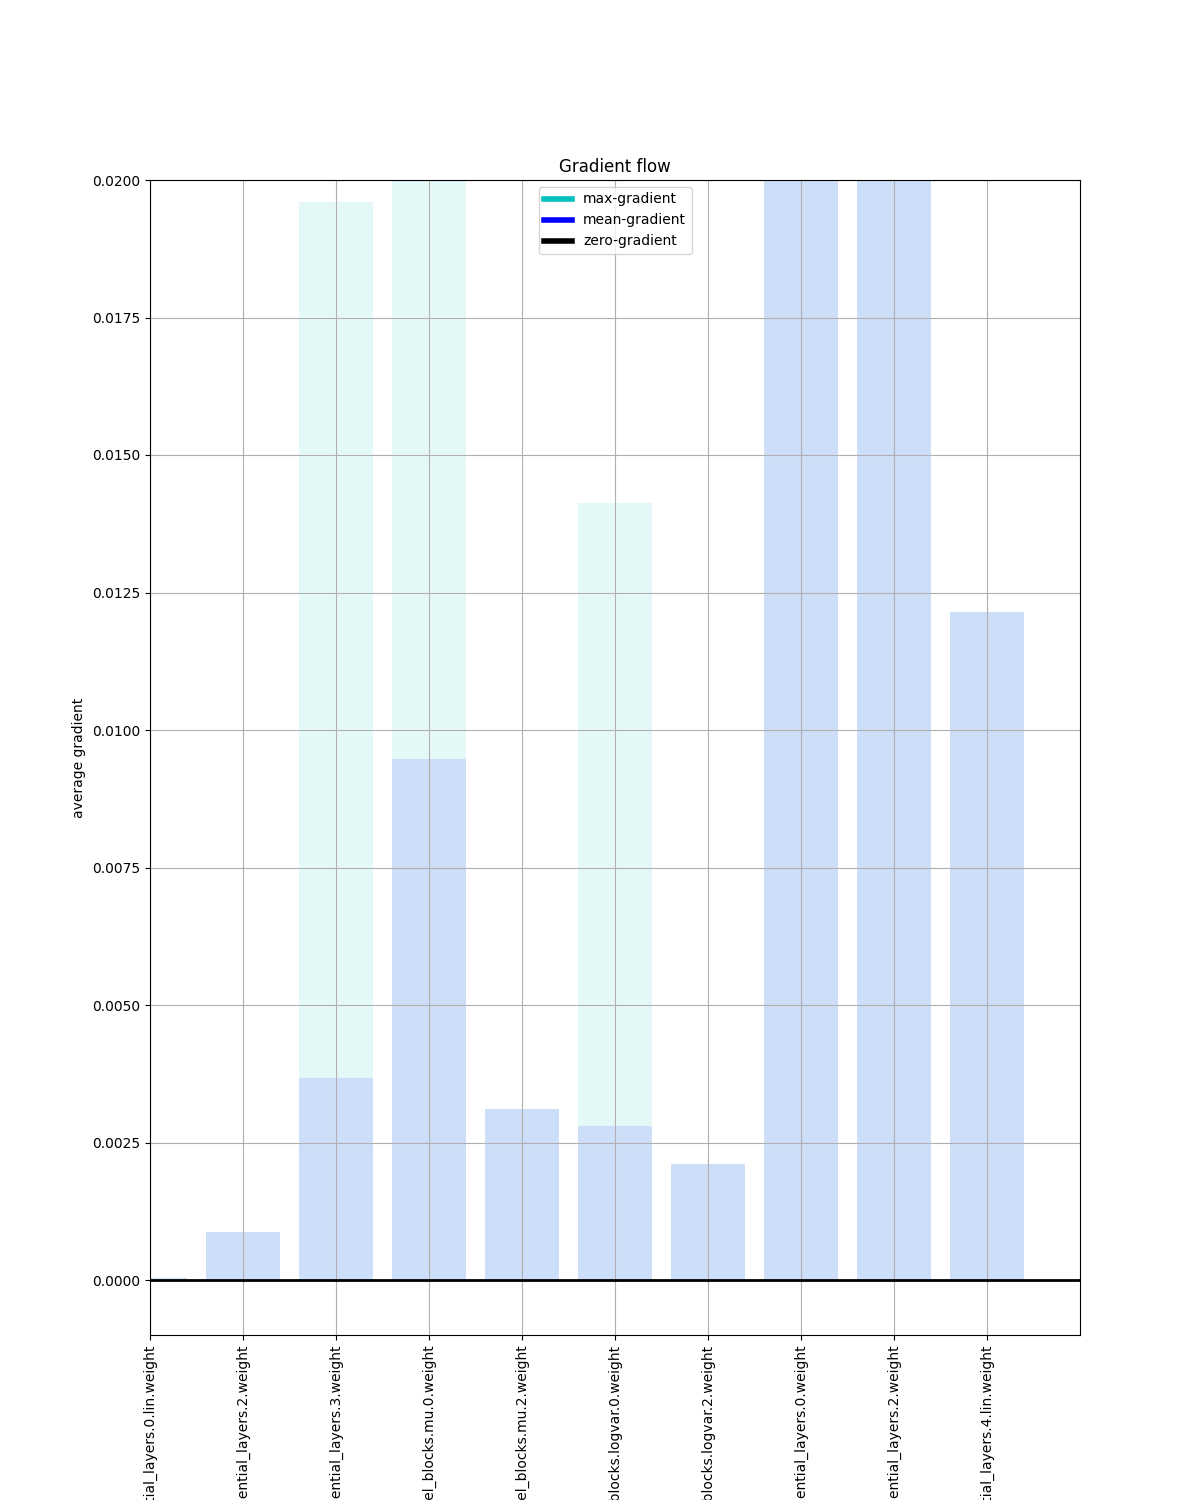 Gradient flow
max-gradient
mean-gradient
zero-gradient
0.0200
0.0175
0.0150
0.0125
0.0100
0.0075
0.0050
0.0025
0.0000
average gradient
tial_layers.0.lin.weight
ential_layers.2.weight
ential_layers.3.weight
el_blocks.mu.0.weight
el_blocks.mu.2.weight
blocks.logvar.0.weight
blocks.logvar.2.weight
ential_layers.0.weight
ential_layers.2.weight
tial_layers.4.lin.weight